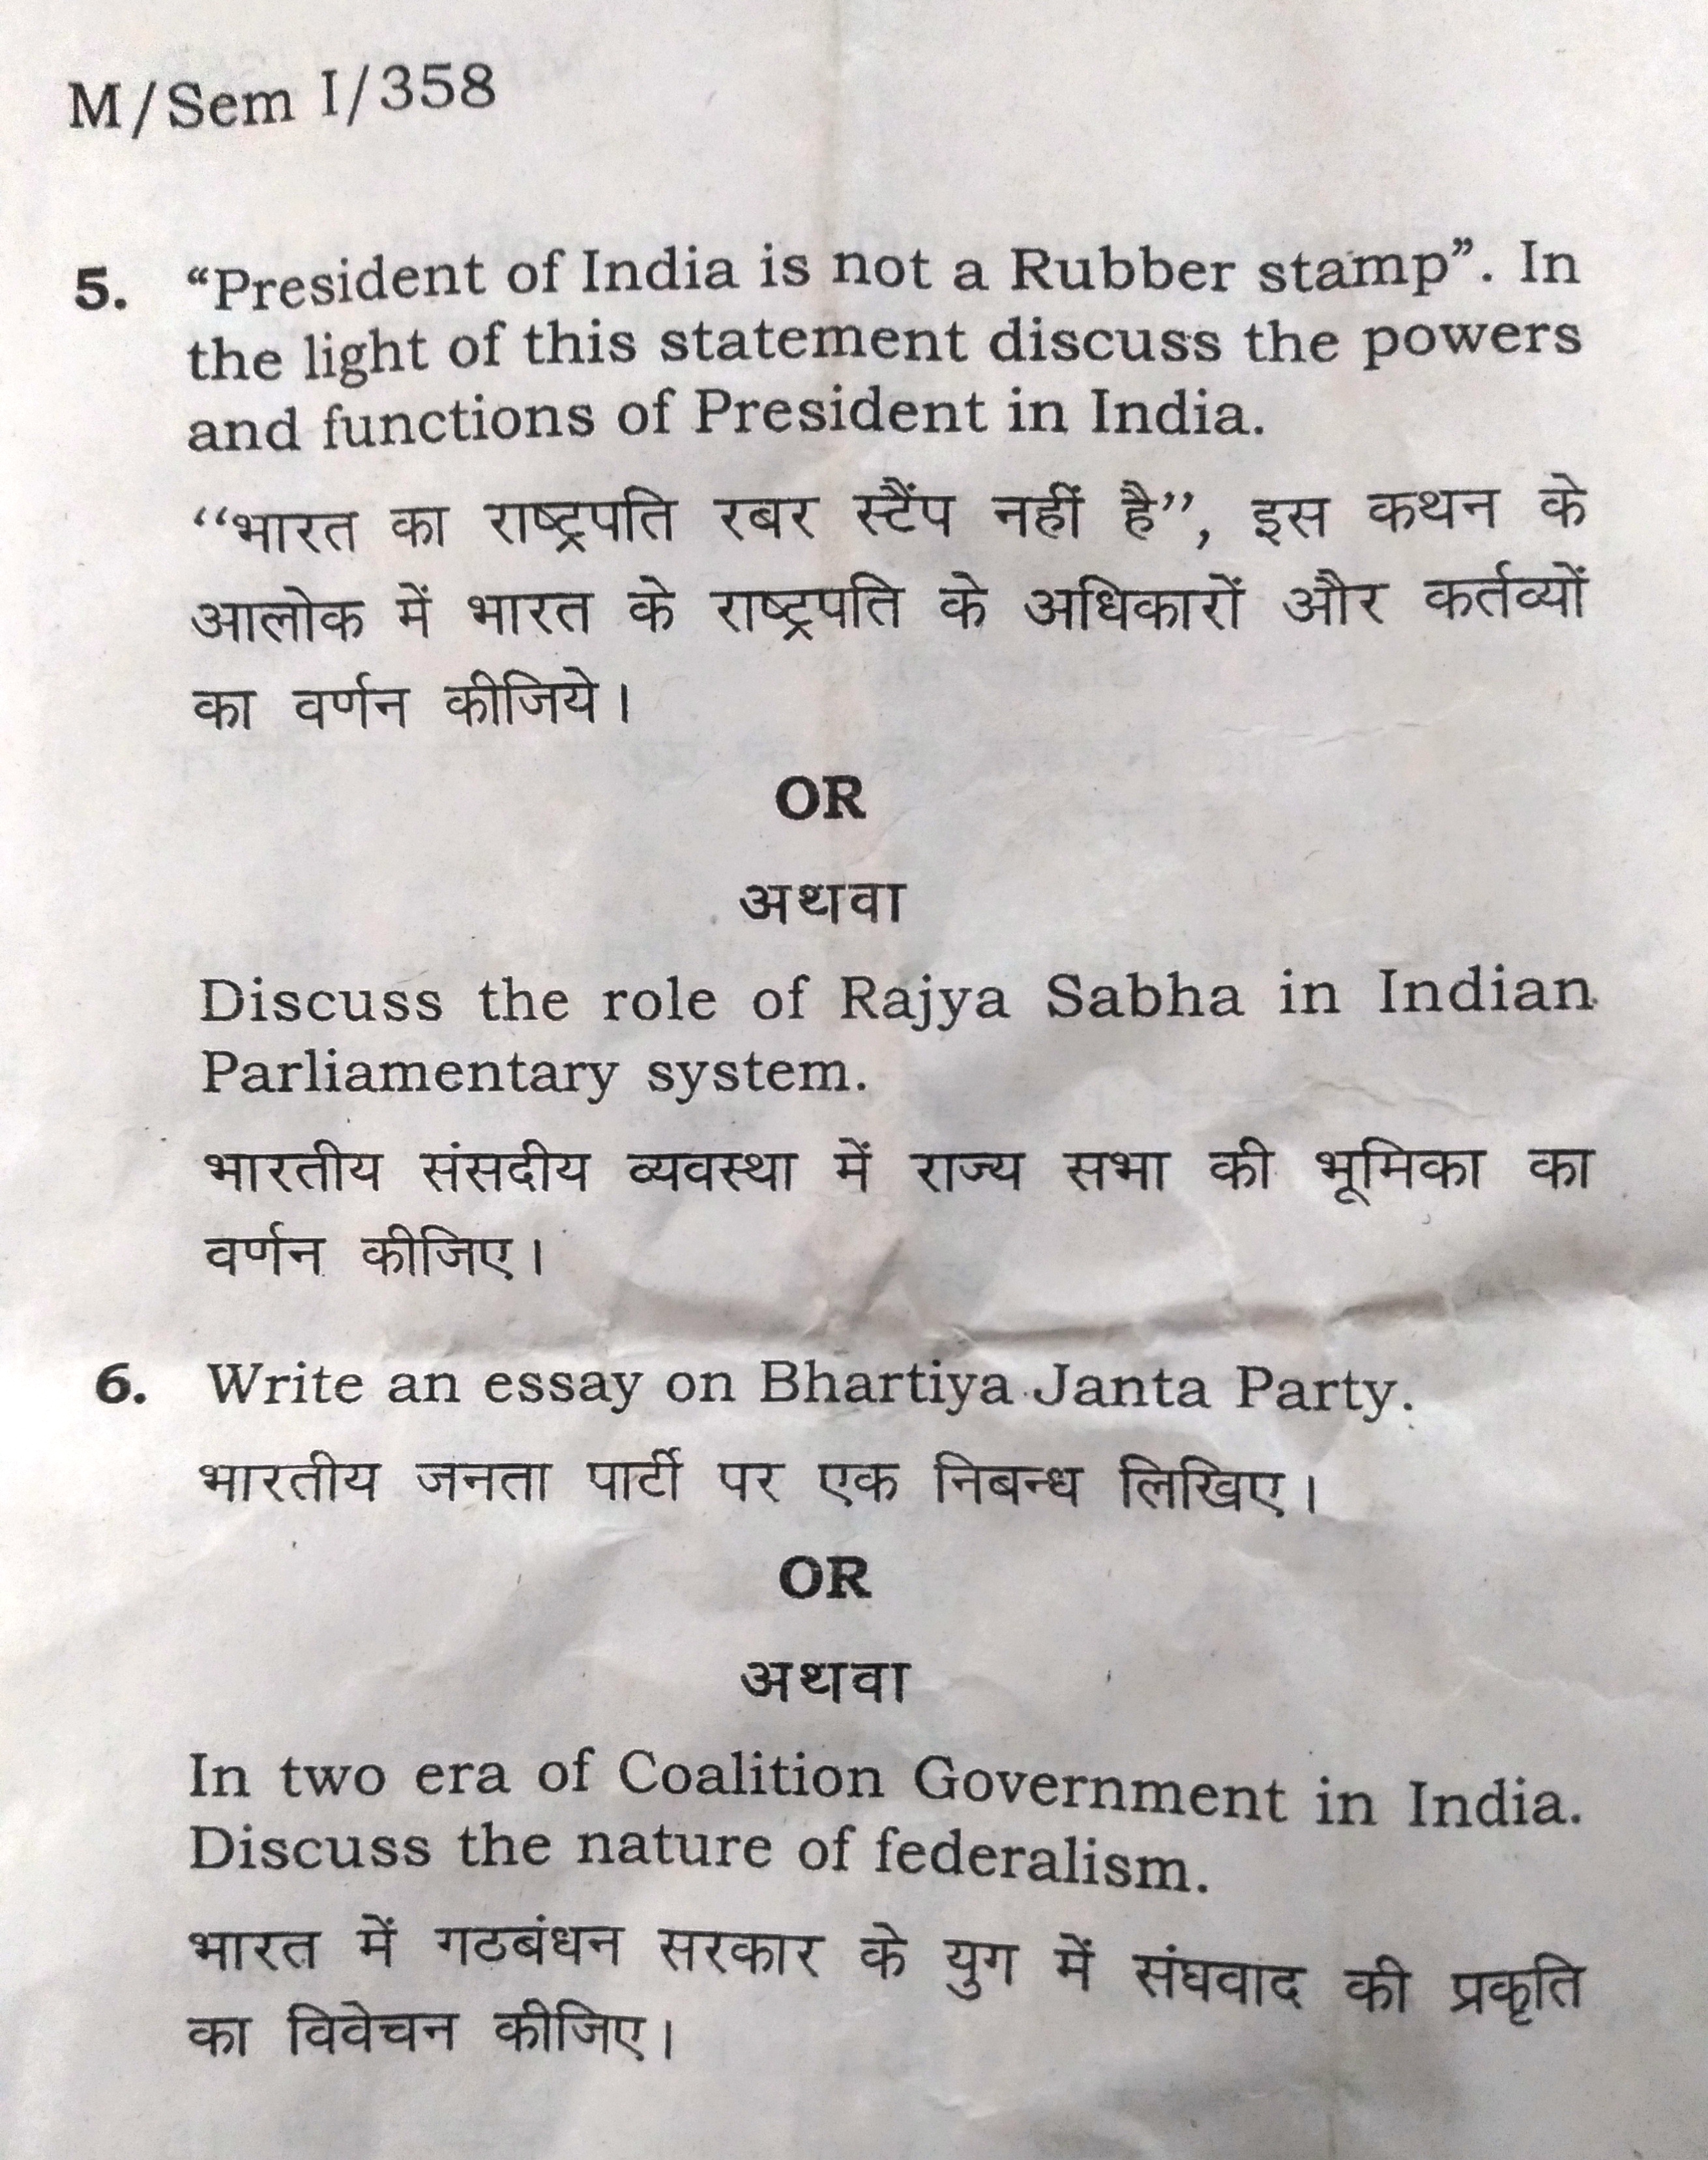 M/Sem I/358
5. “President of India is not a Rubber stamp”. In
the light of this statement discuss the powers
and functions of President in India.
‘‘भारत का राष्ट्रपति रबर स्टैंप नहीं है’’, इस कथन के
आलोक में भारत के राष्ट्रपति के अधिकारों और कर्तव्यों
का वर्णन कीजिये।
OR
अथवा
Discuss the role of Rajya Sabha in Indian
Parliamentary system.
भारतीय संसदीय व्यवस्था में राज्य सभा की भूमिका का
वर्णन कीजिए।
6. Write an essay on Bhartiya Janta Party.
भारतीय जनता पार्टी पर एक निबन्ध लिखिए।
OR
अथवा
In two era of Coalition Government in India.
Discuss the nature of federalism.
भारत में गठबंधन सरकार के युग में संघवाद की प्रकृति
का विवेचन कीजिए।